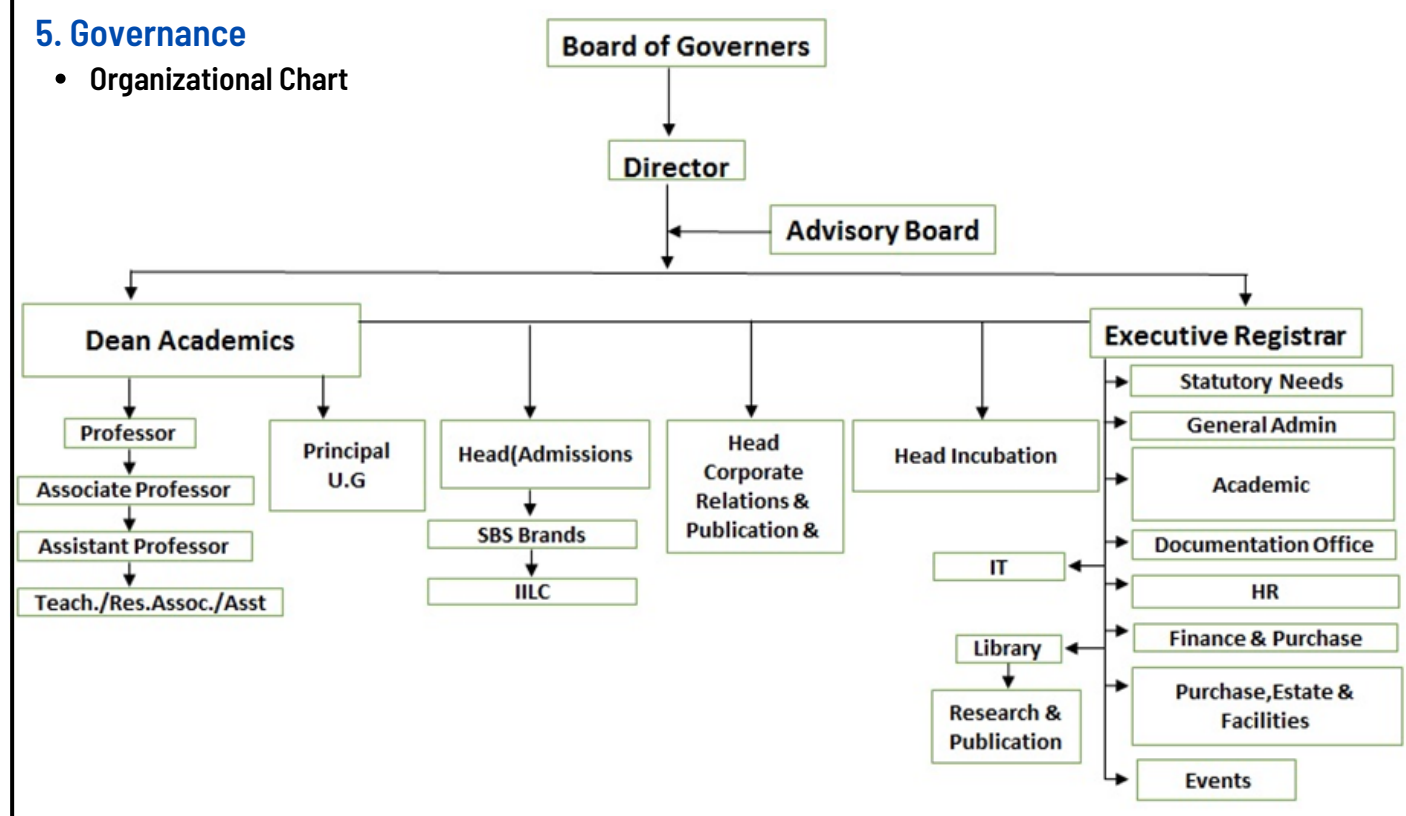 5. Governance
• Organizational Chart
Board of Governers
Director
Advisory Board
Dean Academics
Executive Registrar
Professor
Associate Professor
Assistant Professor
Teach./Res.Assoc./Asst
Principal
U.G
Head(Admissions
SBS Brands
IILC
Head
Corporate
Relations &
Publication &
Head Incubation
Statutory Needs
General Admin
Academic
Documentation Office
IT
HR
Finance & Purchase
Library
Research &
Publication
Purchase,Estate &
Facilities
Events